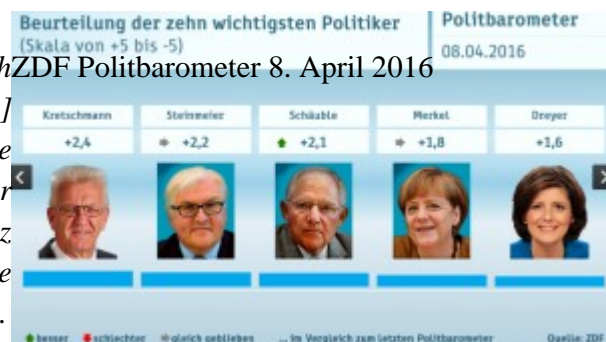 Beurteilung der zehn wichtigsten Politiker
(Skala von +5 bis -5)
Politbarometer
08.04.2016
h
ZDF Politbarometer 8. April 2016
]
e
r
z
e
.
Kretschmann Steinmeier Schäuble Merkel Dreyer
+2,4 +2,2 +2,1 +1,8 +1,6
besser schlechter gleich geblieben ... im Vergleich zum letzten Politbarometer Quelle: ZDF